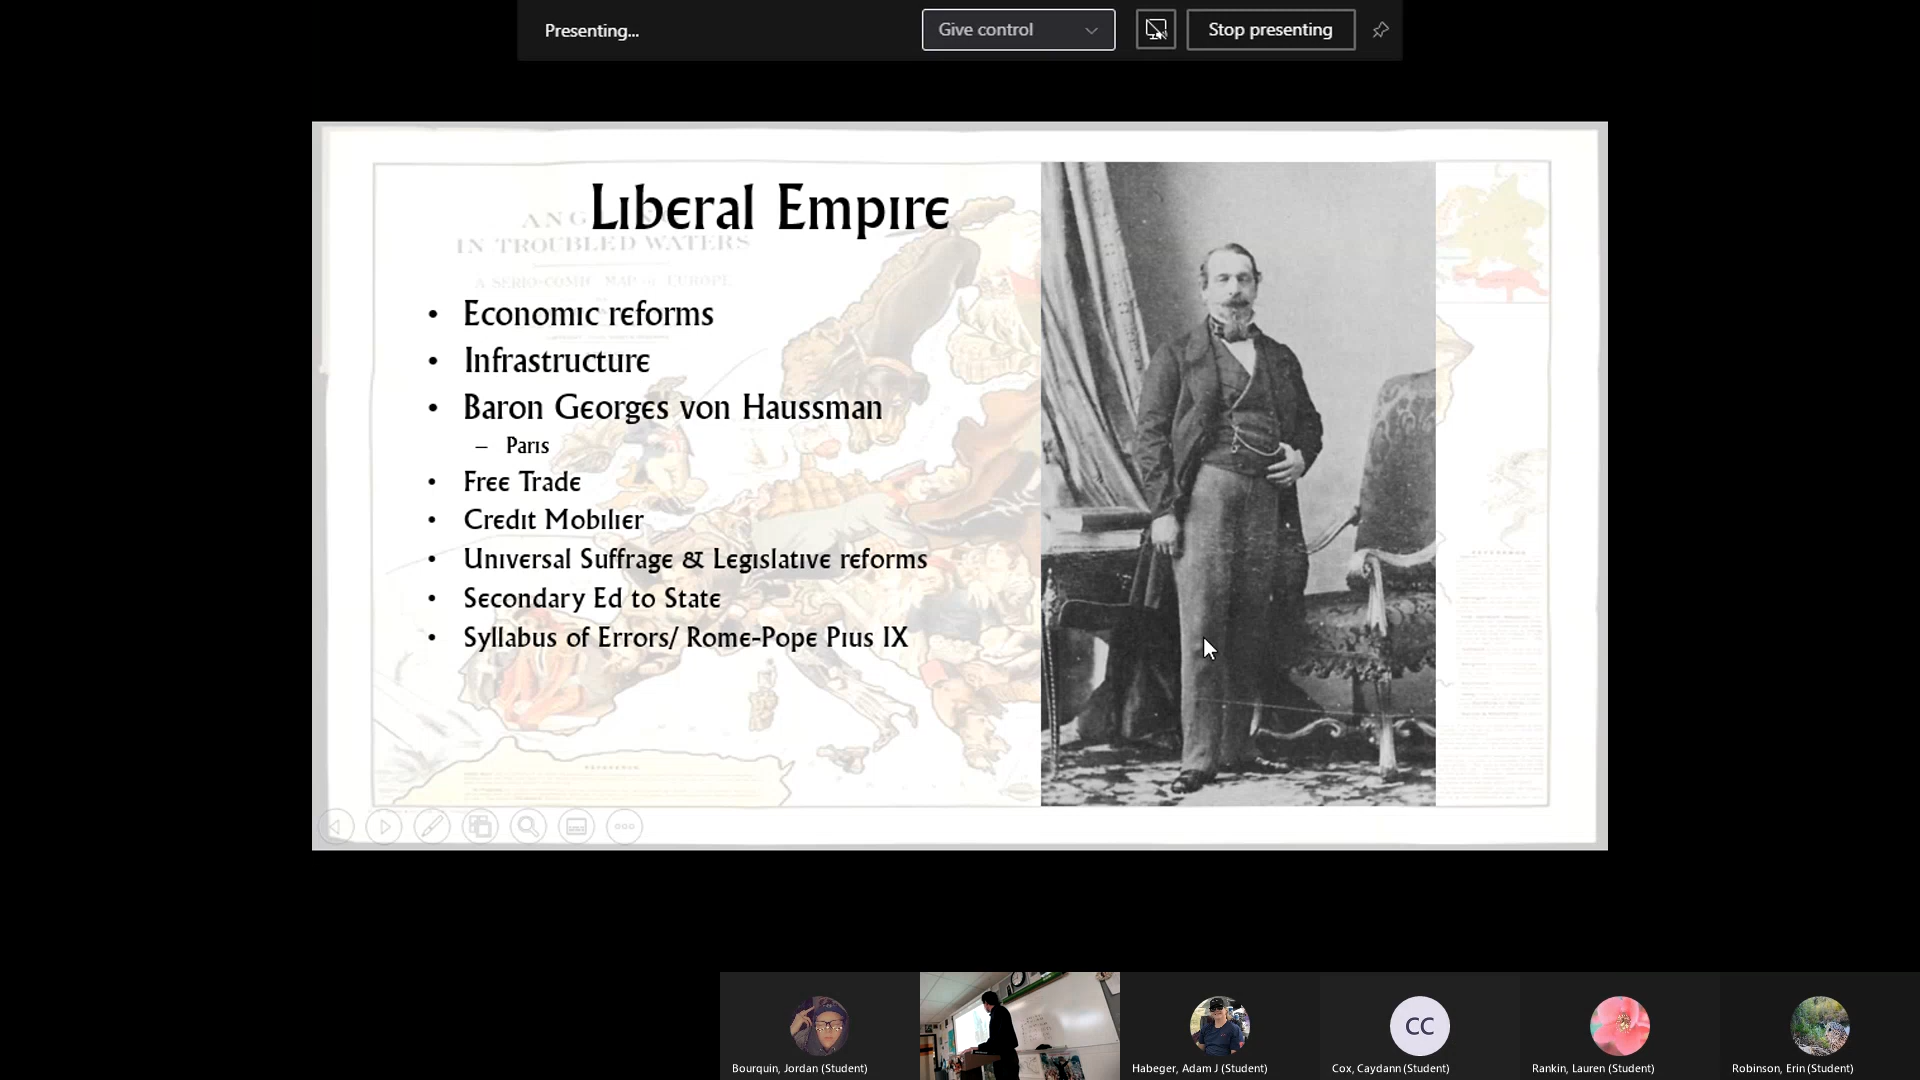 Presenting...
Give control
Stop presenting
Liberal Empire
ANG
IN TROUBLED WATERS
A SERIO-COMIC MAP OF EUROPE
• Economic reforms
• Infrastructure
• Baron Georges von Haussman
– Paris
• Free Trade
• Credit Mobilier
• Universal Suffrage & Legislative reforms
• Secondary Ed to State
• Syllabus of Errors/ Rome-Pope Pius IX
REFERENCE
REFERENCE
CC
Bourquin, Jordan (Student)
Habeger, Adam J (Student)
Cox, Caydann (Student)
Rankin, Lauren (Student)
Robinson, Erin (Student)